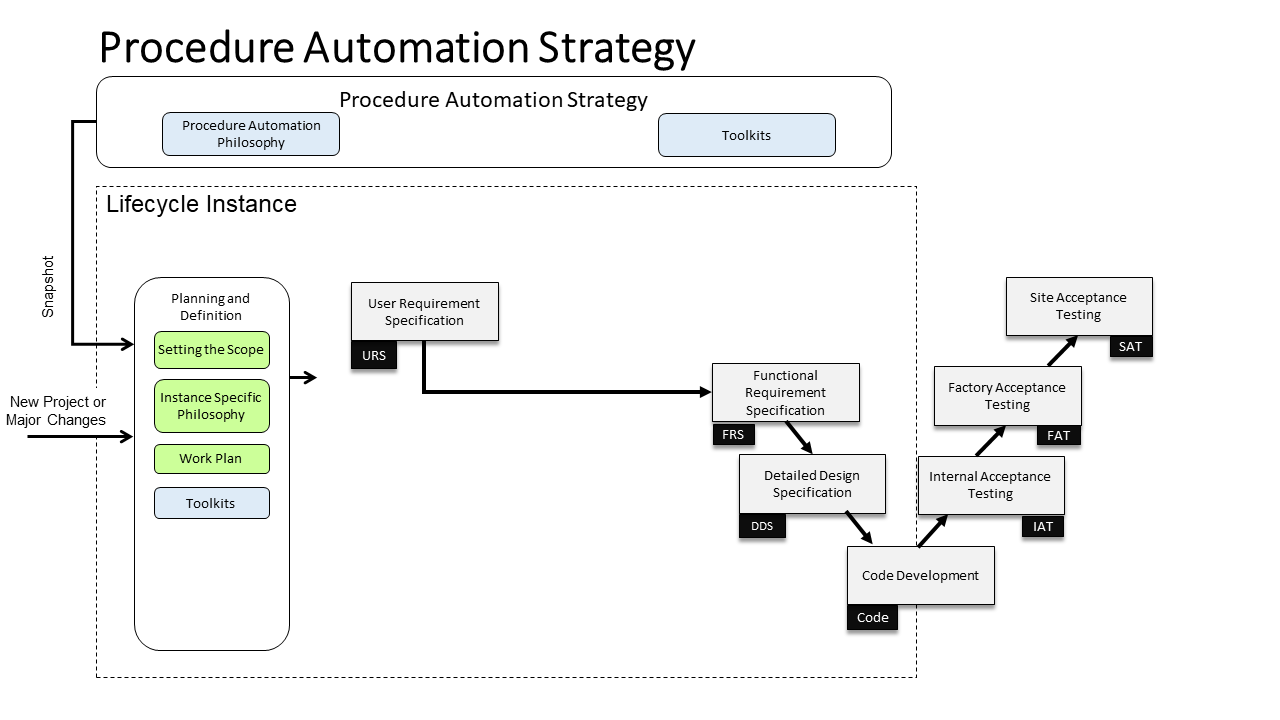 Procedure Automation Strategy
Procedure Automation Strategy
Procedure Automation
Philosophy
Toolkits
Lifecycle Instance
Snapshot
New Project or
Major Changes
Planning and
Definition
Setting the Scope
Instance Specific
Philosophy
Work Plan
Toolkits
User Requirement
Specification
URS
Functional
Requirement
Specification
FRS
Detailed Design
Specification
DDS
Code Development
Code
Internal Acceptance
Testing
IAT
Factory Acceptance
Testing
FAT
Site Acceptance
Testing
SAT